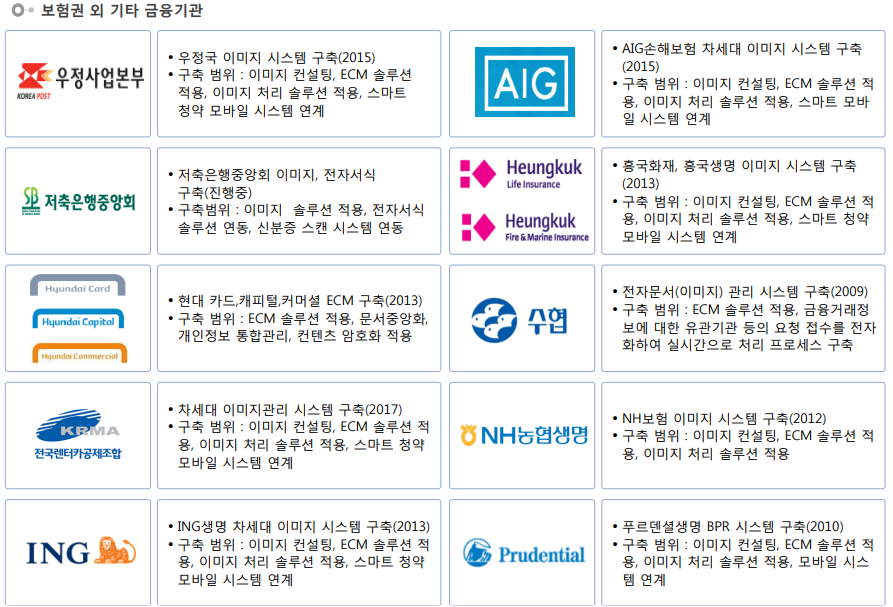 보험권 외 기타 금융기관
우정사업본부
KOREA POST
• 우정국 이미지 시스템 구축(2015)
• 구축 범위 : 이미지 컨설팅, ECM 솔루션
적용, 이미지 처리 솔루션 적용, 스마트
청약 모바일 시스템 연계
AIG
• AIG손해보험 차세대 이미지 시스템 구축
(2015)
• 구축 범위 : 이미지 컨설팅, ECM 솔루션 적
용, 이미지 처리 솔루션 적용, 스마트 모바
일 시스템 연계
SB
저축은행중앙회
• 저축은행중앙회 이미지, 전자서식
구축(진행중)
• 구축범위 : 이미지 솔루션 적용, 전자서식
솔루션 연동, 신분증 스캔 시스템 연동
Heungkuk
Life Insurance
Heungkuk
Fire & Marine Insurance
• 흥국화재, 흥국생명 이미지 시스템 구축
(2013)
• 구축 범위 : 이미지 컨설팅, ECM 솔루션 적
용, 이미지 처리 솔루션 적용, 스마트 청약
모바일 시스템 연계
Hyundai Card
Hyundai Capital
Hyundai Commercial
• 현대 카드,캐피털,커머셜 ECM 구축(2013)
• 구축 범위 : ECM 솔루션 적용, 문서중앙화,
개인정보 통합관리, 컨텐츠 암호화 적용
수협
• 전자문서(이미지) 관리 시스템 구축(2009)
• 구축 범위 : ECM 솔루션 적용, 금융거래정
보에 대한 유관기관 등의 요청 접수를 전자
화하여 실시간으로 처리 프로세스 구축
KRMA
전국렌터카공제조합
• 차세대 이미지관리 시스템 구축(2017)
• 구축 범위 : 이미지 컨설팅, ECM 솔루션 적
용, 이미지 처리 솔루션 적용, 스마트 청약
모바일 시스템 연계
NH농협생명
• NH보험 이미지 시스템 구축(2012)
• 구축 범위 : 이미지 컨설팅, ECM 솔루션 적
용, 이미지 처리 솔루션 적용
ING
• ING생명 차세대 이미지 시스템 구축(2013)
• 구축 범위 : 이미지 컨설팅, ECM 솔루션 적
용, 이미지 처리 솔루션 적용, 스마트 청약
모바일 시스템 연계
Prudential
• 푸르덴셜생명 BPR 시스템 구축(2010)
• 구축 범위 : 이미지 컨설팅, ECM 솔루션 적
용, 이미지 처리 솔루션 적용, 모바일 시스
템 연계